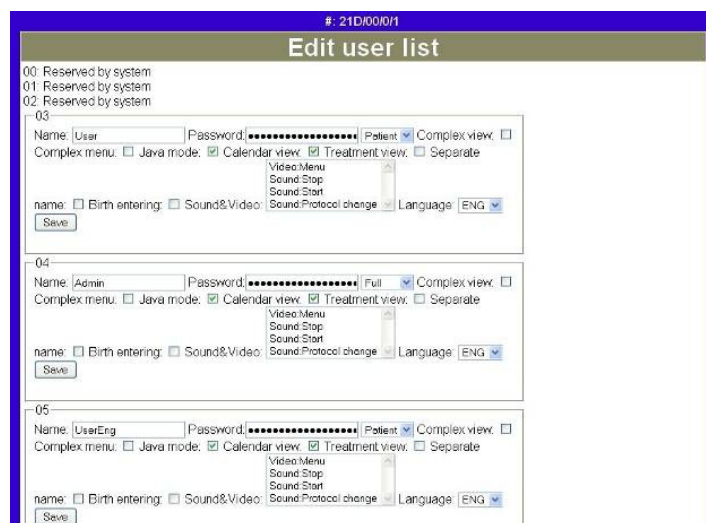 #: 21D/00/0/1
Edit user list
00: Reserved by system
01: Reserved by system
02: Reserved by system
03
Name: User Password: ●●●●●●●●●●●●●●●●●● Patient Complex view:
Complex menu: Java mode: Calendar view: Treatment view: Separate
Video:Menu
Sound:Stop
Sound:Start
name: Birth entering: Sound&Video: Sound:Protocol change Language: ENG
Save
04
Name: Admin Password: ●●●●●●●●●●●●●●●●●● Full Complex view:
Complex menu: Java mode: Calendar view: Treatment view: Separate
Video:Menu
Sound:Stop
Sound:Start
name: Birth entering: Sound&Video: Sound:Protocol change Language: ENG
Save
05
Name: UserEng Password: ●●●●●●●●●●●●●●●●●● Patient Complex view:
Complex menu: Java mode: Calendar view: Treatment view: Separate
Video:Menu
Sound:Stop
Sound:Start
name: Birth entering: Sound&Video: Sound:Protocol change Language: ENG
Save